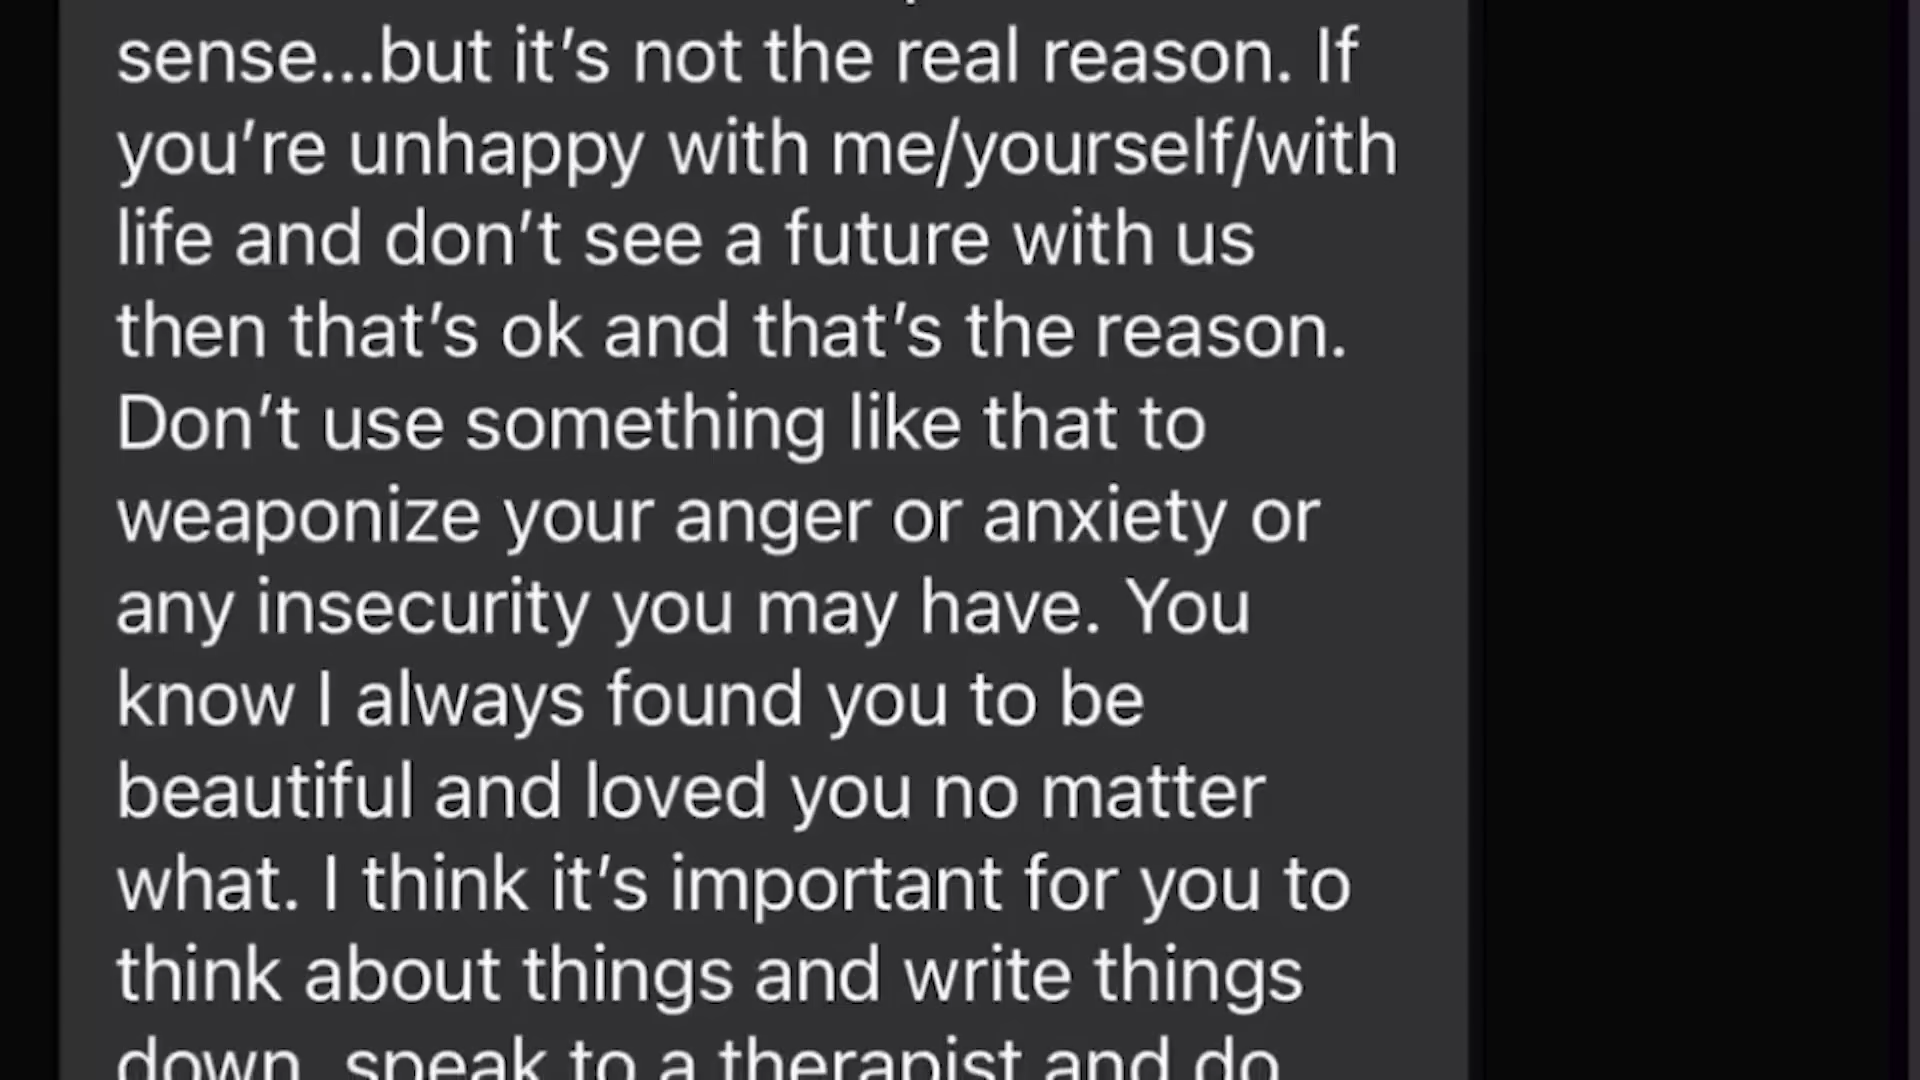 sense...but it’s not the real reason. If
you’re unhappy with me/yourself/with
life and don’t see a future with us
then that’s ok and that’s the reason.
Don’t use something like that to
weaponize your anger or anxiety or
any insecurity you may have. You
know I always found you to be
beautiful and loved you no matter
what. I think it’s important for you to
think about things and write things
down, speak to a therapist and do